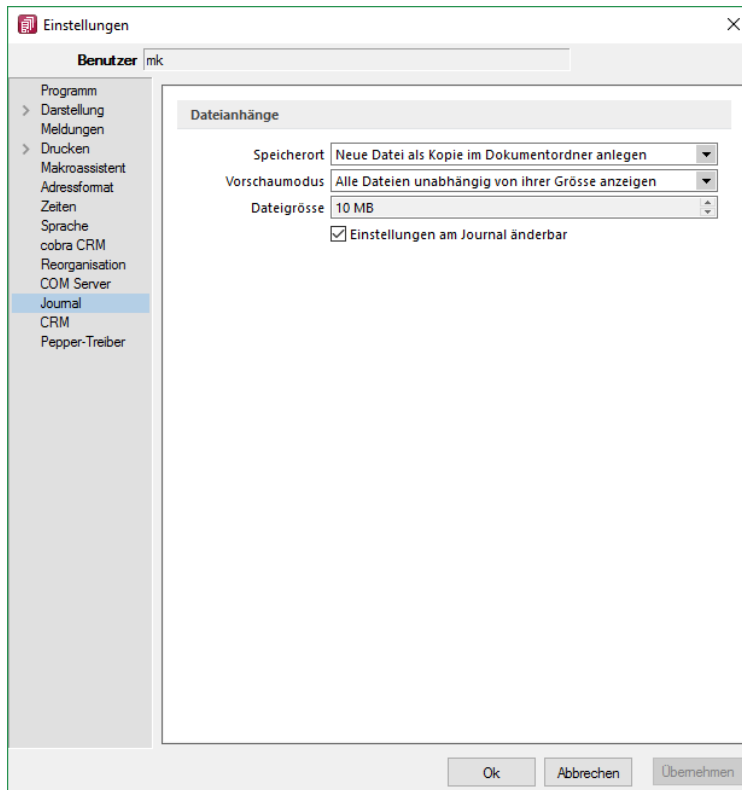 Einstellungen
Benutzer mk
Programm
Darstellung
Meldungen
Drucken
Makroassistent
Adressformat
Zeiten
Sprache
cobra CRM
Reorganisation
COM Server
Journal
CRM
Pepper-Treiber
Dateianhänge
Speicherort Neue Datei als Kopie im Dokumentordner anlegen
Vorschaumodus Alle Dateien unabhängig von ihrer Grösse anzeigen
Dateigrösse 10 MB
Einstellungen am Journal änderbar
Ok Abbrechen Übernehmen